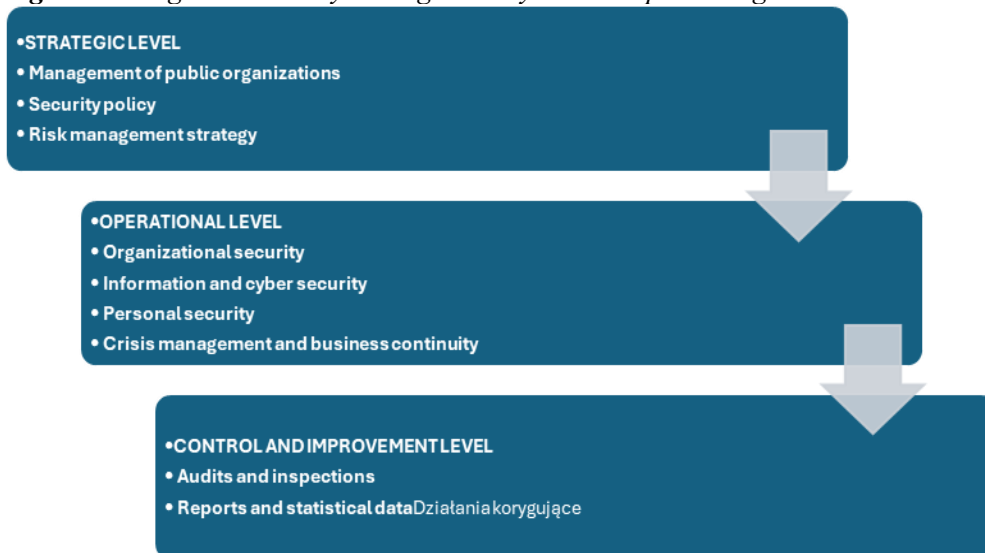 •STRATEGIC LEVEL
• Management of public organizations
• Security policy
• Risk management strategy
•OPERATIONAL LEVEL
• Organizational security
• Information and cyber security
• Personal security
• Crisis management and business continuity
•CONTROL AND IMPROVEMENT LEVEL
• Audits and inspections
• Reports and statistical dataDziałania korygujące